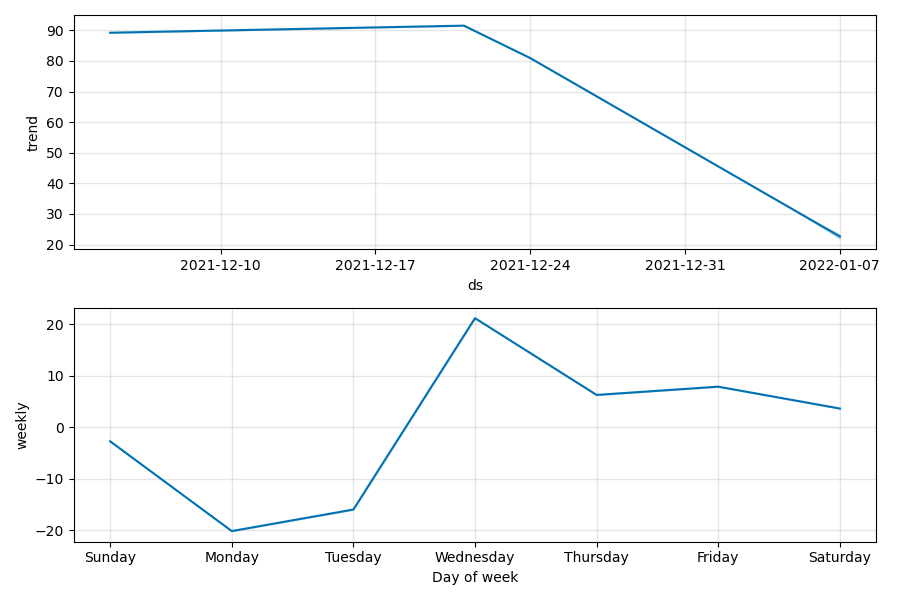 90
80
70
60
50
40
30
20
trend
2021-12-10 2021-12-17 2021-12-24 2021-12-31 2022-01-07
ds
20
10
0
−10
−20
weekly
Sunday Monday Tuesday Wednesday Thursday Friday Saturday
Day of week